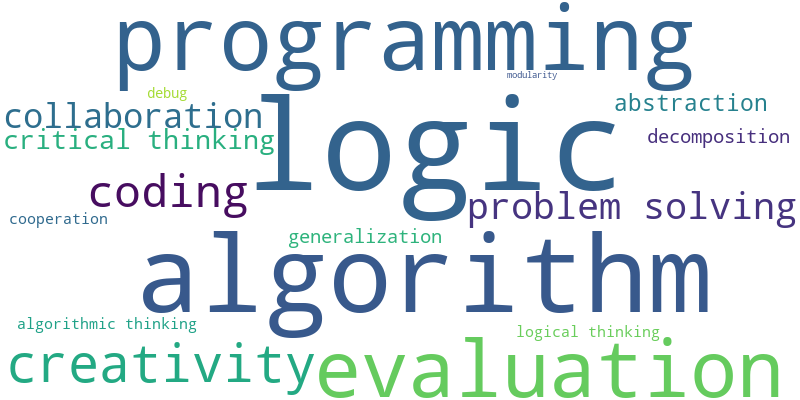 programming
modularity
debug
abstraction
collaboration
logic
critical thinking
decomposition
coding
problem solving
cooperation
generalization
algorithm
algorithmic thinking
logical thinking
creativity
evaluation